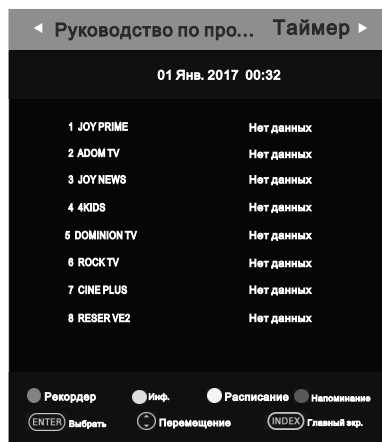 Руководство по про... Таймер
01 Янв. 2017 00:32
1 JOY PRIME Нет данных
2 ADOM TV Нет данных
3 JOY NEWS Нет данных
4 4KIDS Нет данных
5 DOMINION TV Нет данных
6 ROCK TV Нет данных
7 CINE PLUS Нет данных
8 RESER VE2 Нет данных
Рекордер Инф. Расписание Напоминание
ENTER Выбрать Перемещение INDEX Главный экр.